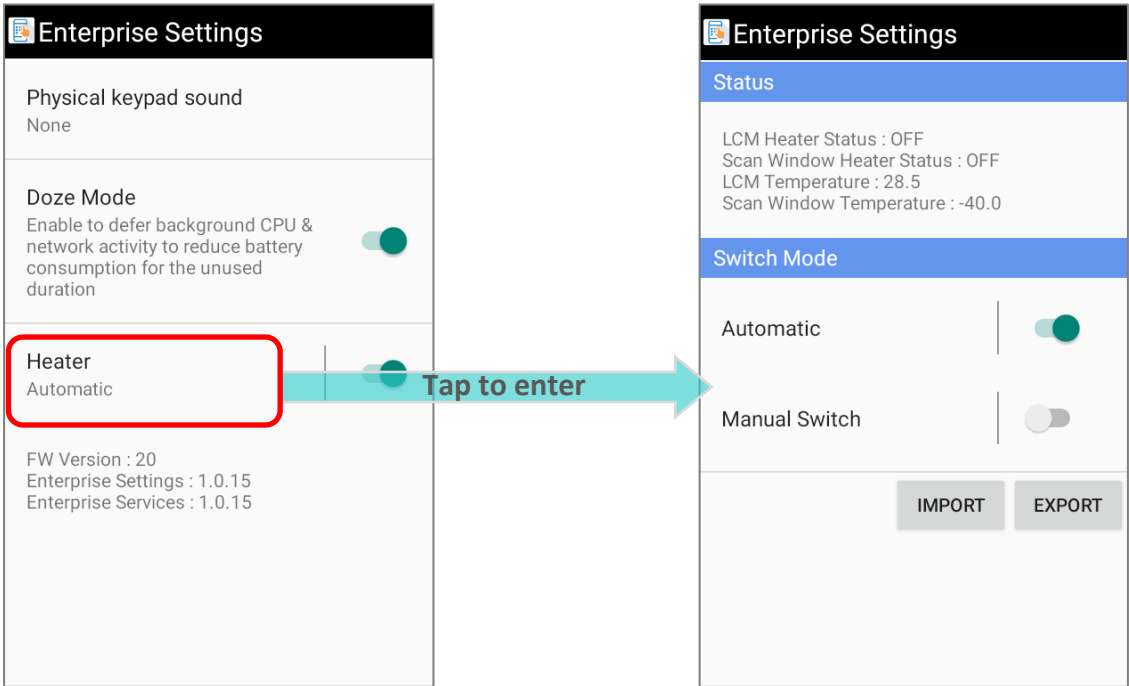 Enterprise Settings
Physical keypad sound
None
Doze Mode
Enable to defer background CPU &
network activity to reduce battery
consumption for the unused
duration
Heater
Automatic
FW Version : 20
Enterprise Settings : 1.0.15
Enterprise Services : 1.0.15
Tap to enter
Enterprise Settings
Status
LCM Heater Status : OFF
Scan Window Heater Status : OFF
LCM Temperature : 28.5
Scan Window Temperature : -40.0
Switch Mode
Automatic
Manual Switch
IMPORT
EXPORT